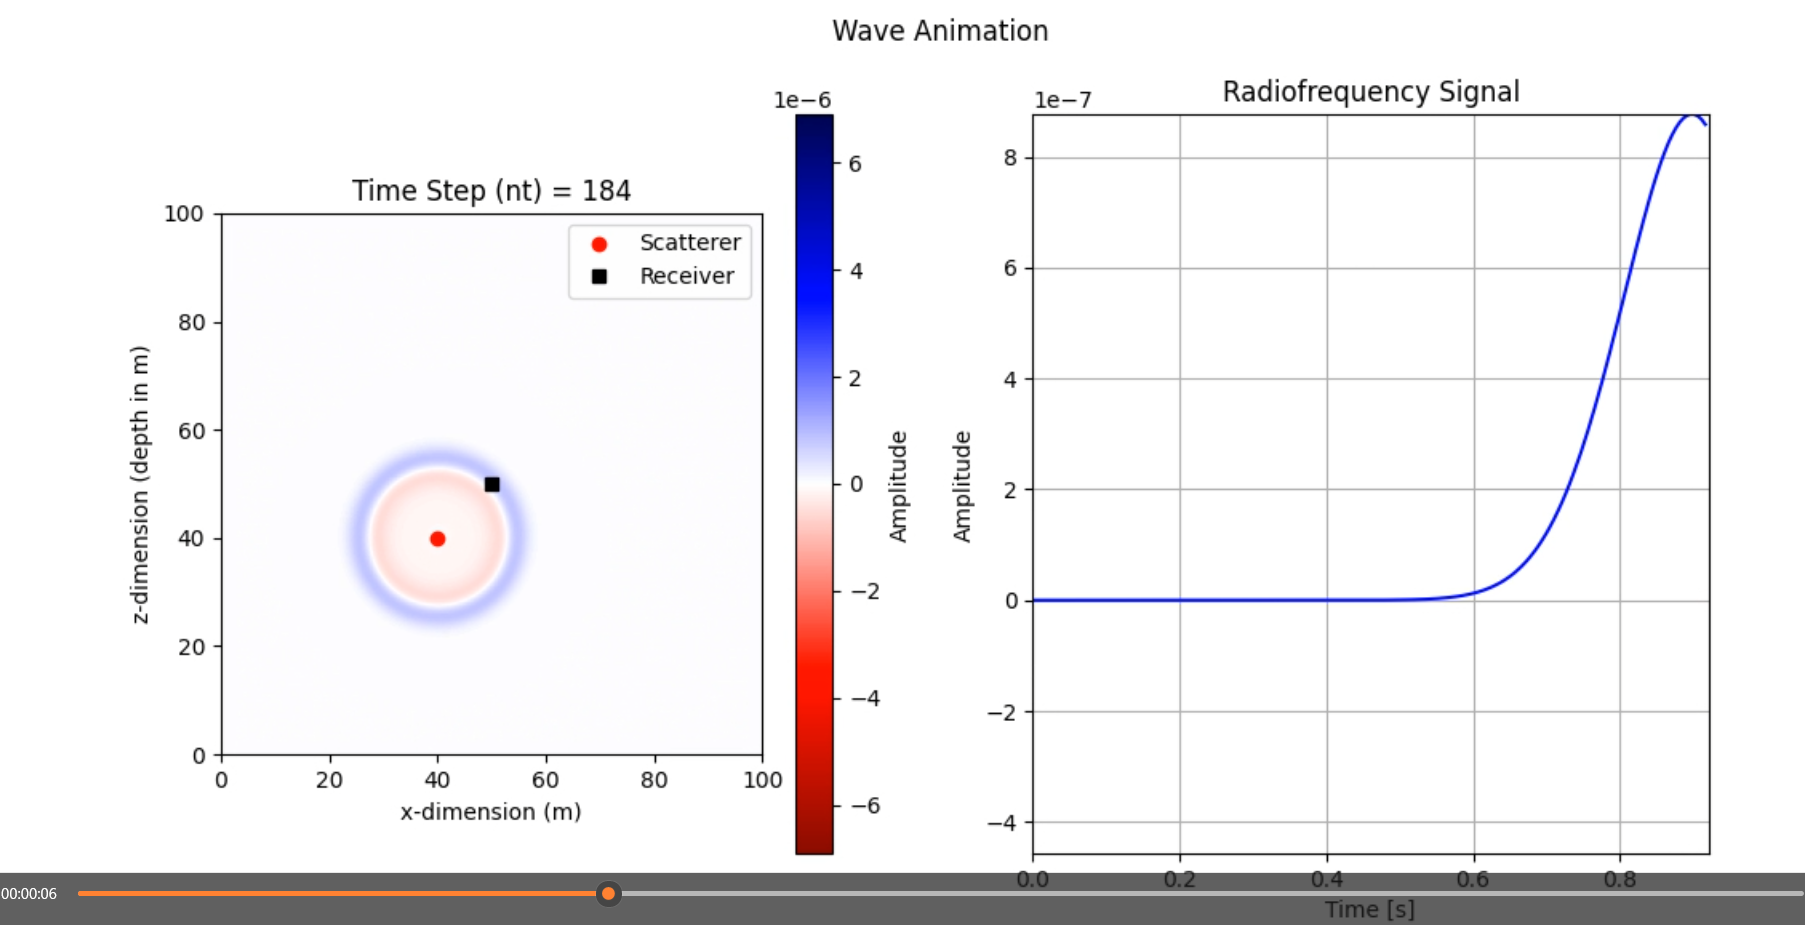 Wave Animation
Time Step (nt) = 184
100
80
60
40
20
0
z-dimension (depth in m)
0 20 40 60 80 100
x-dimension (m)
Scatterer
Receiver
1e−6
6
4
2
0
−2
−4
−6
Amplitude
Radiofrequency Signal
1e−7
8
6
4
2
0
−2
−4
Amplitude
0.0 0.2 0.4 0.6 0.8
Time [s]
00:00:06